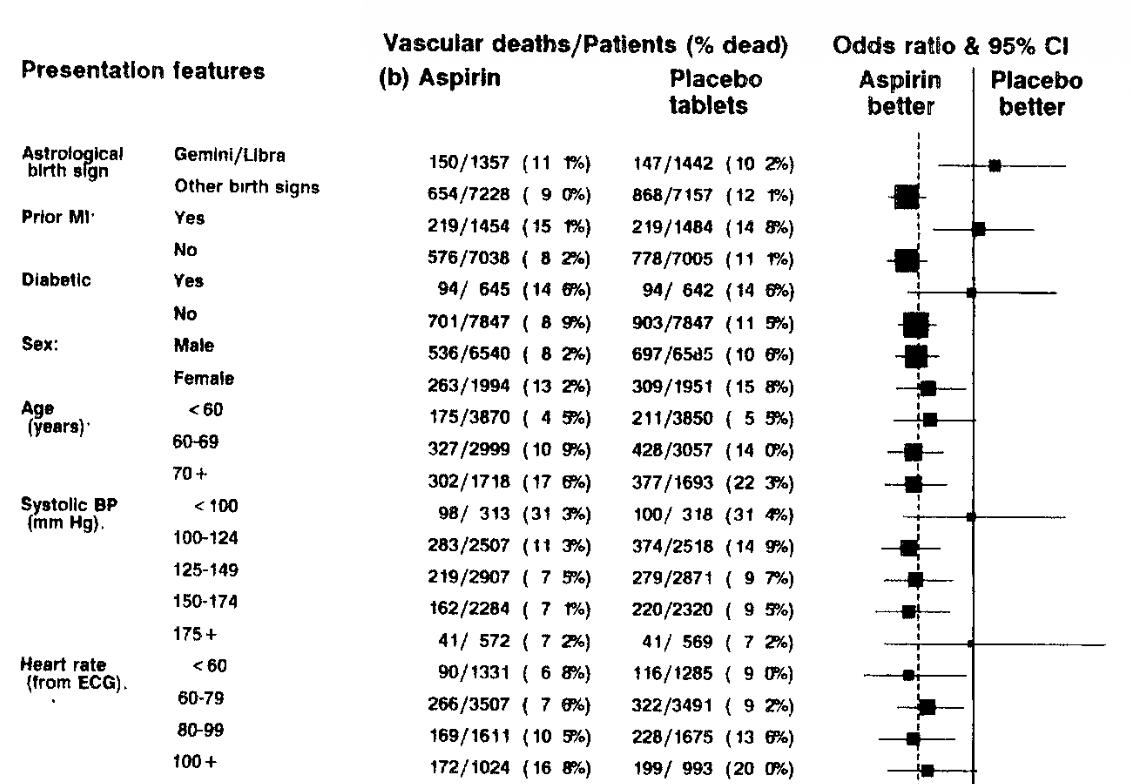 Vascular deaths/Patients (% dead) Odds ratio & 95% CI
Presentation features (b) Aspirin Placebo tablets Aspirin better Placebo better
Astrological birth sign Gemini/Libra 150/1357 (11 1%) 147/1442 (10 2%)
Other birth signs 654/7228 ( 9 0%) 868/7157 (12 1%)
Prior MI· Yes 219/1454 (15 1%) 219/1484 (14 8%)
No 576/7038 ( 8 2%) 778/7005 (11 1%)
Diabetic Yes 94/ 645 (14 6%) 94/ 642 (14 6%)
No 701/7847 ( 8 9%) 903/7847 (11 5%)
Sex: Male 536/6540 ( 8 2%) 697/6585 (10 6%)
Female 263/1994 (13 2%) 309/1951 (15 8%)
Age (years)· <60 175/3870 ( 4 5%) 211/3850 ( 5 5%)
60-69 327/2999 (10 9%) 428/3057 (14 0%)
70+ 302/1718 (17 6%) 377/1693 (22 3%)
Systolic BP (mm Hg). <100 98/ 313 (31 3%) 100/ 318 (31 4%)
100-124 283/2507 (11 3%) 374/2518 (14 9%)
125-149 219/2907 ( 7 5%) 279/2871 ( 9 7%)
150-174 162/2284 ( 7 1%) 220/2320 ( 9 5%)
175+ 41/ 572 ( 7 2%) 41/ 569 ( 7 2%)
Heart rate (from ECG). <60 90/1331 ( 6 8%) 116/1285 ( 9 0%)
60-79 266/3507 ( 7 6%) 322/3491 ( 9 2%)
80-99 169/1611 (10 5%) 228/1675 (13 6%)
100+ 172/1024 (16 8%) 199/ 993 (20 0%)